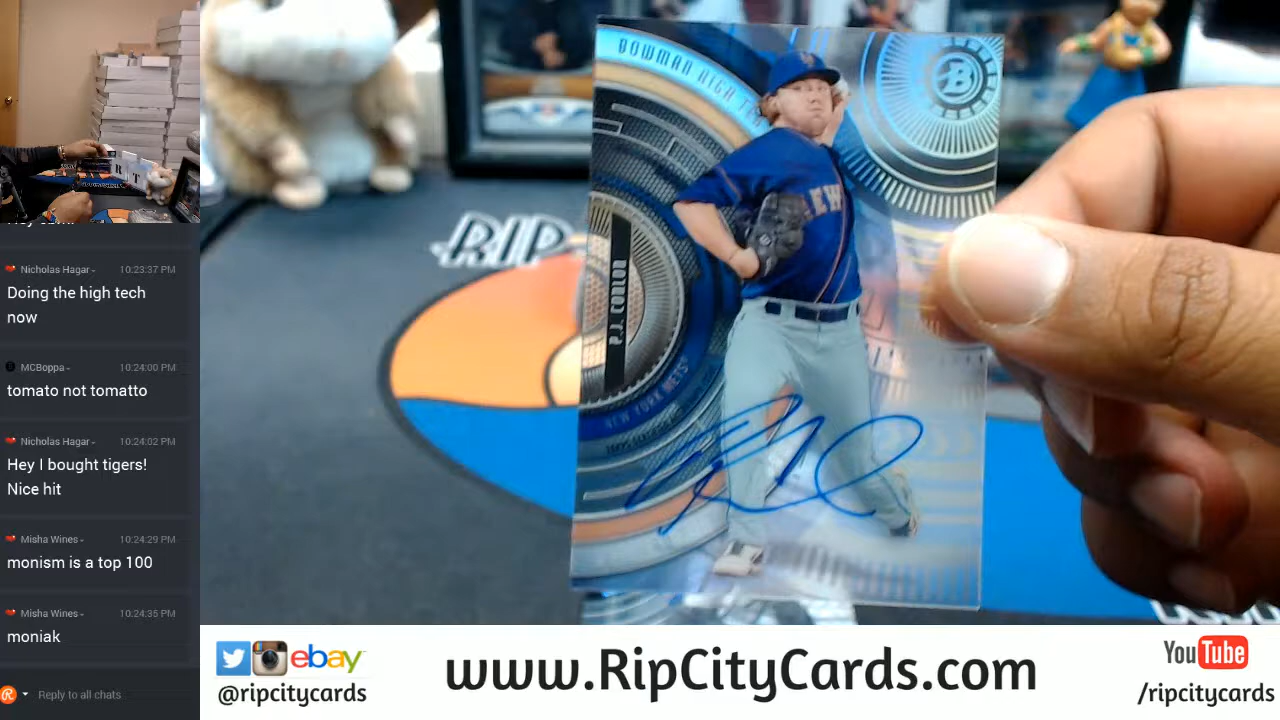 Nicholas Hagar
10:23:37 PM
Doing the high tech
now
MCBoppa
10:24:00 PM
tomato not tomatto
Nicholas Hagar
10:24:02 PM
Hey I bought tigers!
Nice hit
Misha Wines
10:24:29 PM
monism is a top 100
Misha Wines
10:24:35 PM
moniak
Reply to all chats
RIP
BOWMAN HIGH
B
P.J. CONLON
NEW YORK METS
ebay
@ripcitycards
www.RipCityCards.com
YouTube
/ripcitycards